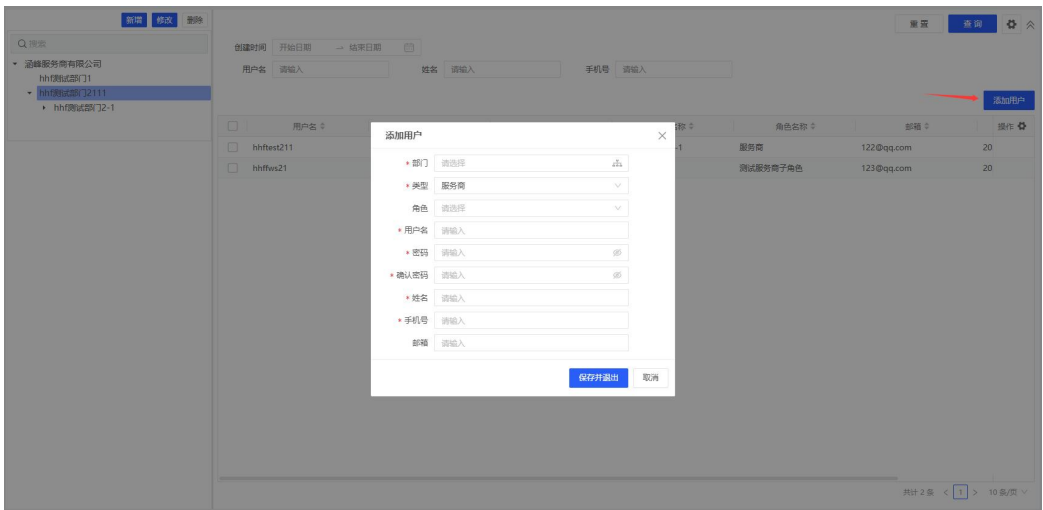 新增 修改 删除
搜索
涵峰服务商有限公司
hhf测试部门1
hhf测试部门2111
hhf测试部门2-1
重置 查询
创建时间 开始日期 → 结束日期
用户名 请输入 姓名 请输入 手机号 请输入
添加用户
用户名 称 角色名称 邮箱 操作
hhftest211 -1 服务商 122@qq.com 20
hhffws21 测试服务商子角色 123@qq.com 20
添加用户
* 部门 请选择
* 类型 服务商
角色 请选择
* 用户名 请输入
* 密码 请输入
* 确认密码 请输入
* 姓名 请输入
* 手机号 请输入
邮箱 请输入
保存并退出 取消
共计 2 条 < 1 > 10 条/页